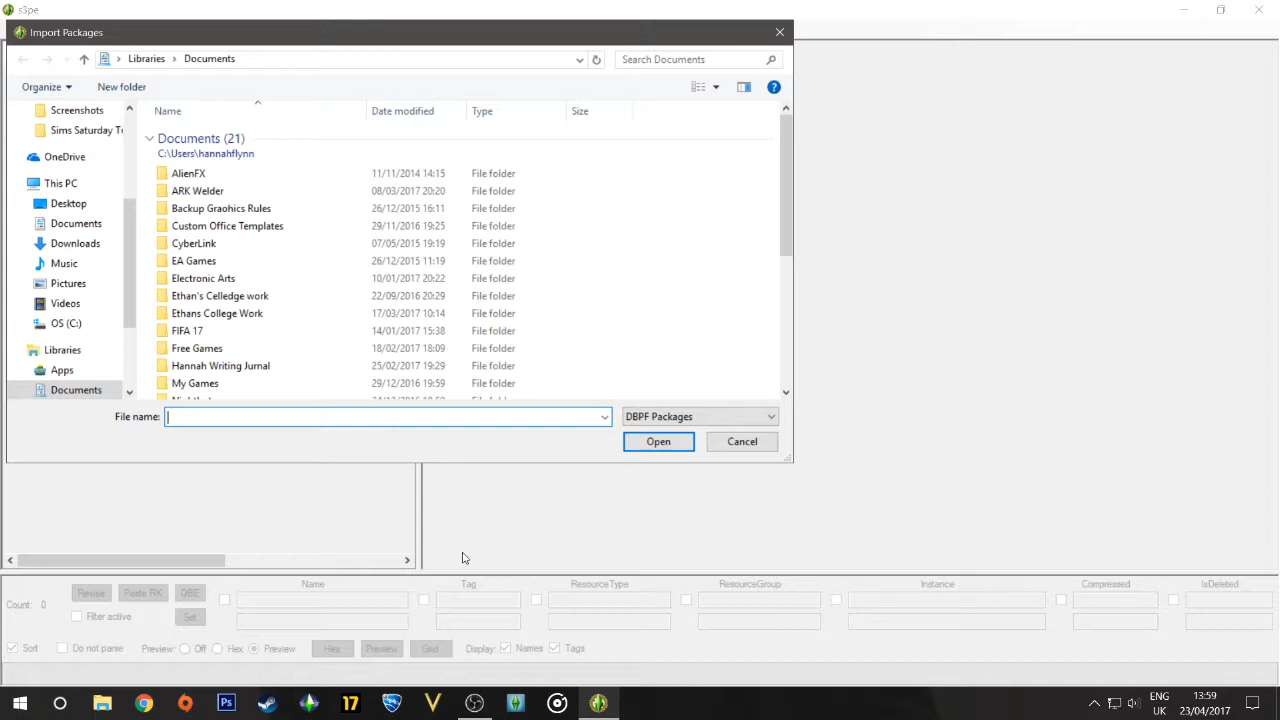 s3pe
Import Packages
Libraries
Documents
Search Documents
Organize
New folder
Screenshots
Sims Saturday Tu
OneDrive
This PC
Desktop
Documents
Downloads
Music
Pictures
Videos
OS (C:)
Libraries
Apps
Documents
Name Date modified Type Size
Documents (21)
C:\Users\hannahflynn
AlienFX 11/11/2014 14:15 File folder
ARK Welder 08/03/2017 20:20 File folder
Backup Graohics Rules 26/12/2015 16:11 File folder
Custom Office Templates 29/11/2016 19:25 File folder
CyberLink 07/05/2015 19:19 File folder
EA Games 26/12/2015 11:19 File folder
Electronic Arts 10/01/2017 20:22 File folder
Ethan's Celledge work 22/09/2016 20:29 File folder
Ethans College Work 17/03/2017 10:14 File folder
FIFA 17 14/01/2017 15:38 File folder
Free Games 18/02/2017 18:09 File folder
Hannah Writing Jurnal 25/02/2017 19:29 File folder
My Games 29/12/2016 19:59 File folder
File name:
DBPF Packages
Open Cancel
Name Tag ResourceType ResourceGroup Instance Compressed IsDeleted
Count: 0 Revise Paste RK QBE
Filter active Set
Sort Do not parse Preview: Off Hex Preview Hex Preview Grid Display: Names Tags
Ps
17
V
ENG
UK
13:59
23/04/2017